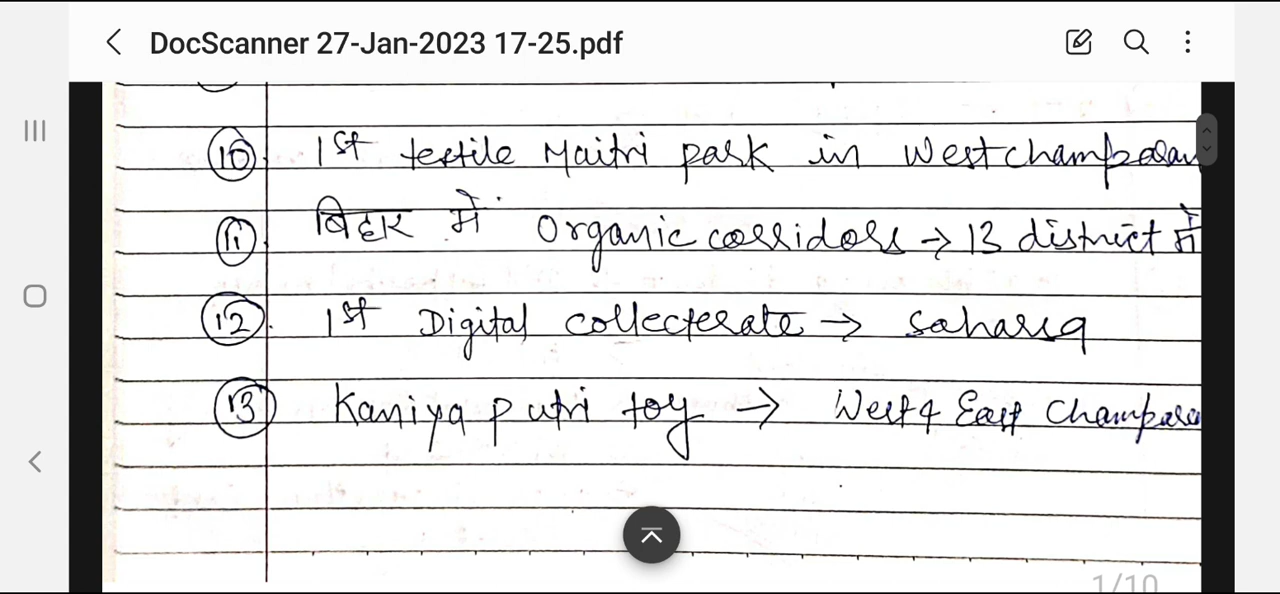 DocScanner 27-Jan-2023 17-25.pdf
10. 1st textile Maitri park in West champaran
11 बिहार में Organic corridors → 13 district में
12. 1st Digital collecterate → saharsa
13 Kaniya putri toy → West & East Champara
1/10